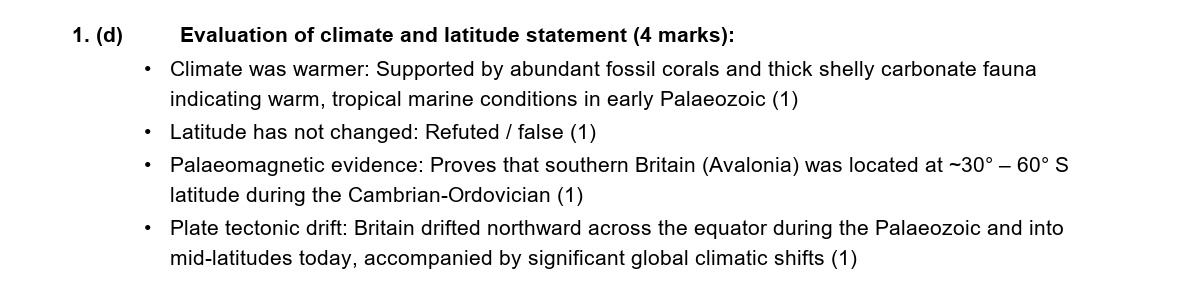 1. (d) Evaluation of climate and latitude statement (4 marks):
• Climate was warmer: Supported by abundant fossil corals and thick shelly carbonate fauna
indicating warm, tropical marine conditions in early Palaeozoic (1)
• Latitude has not changed: Refuted / false (1)
• Palaeomagnetic evidence: Proves that southern Britain (Avalonia) was located at ~30° – 60° S
latitude during the Cambrian-Ordovician (1)
• Plate tectonic drift: Britain drifted northward across the equator during the Palaeozoic and into
mid-latitudes today, accompanied by significant global climatic shifts (1)